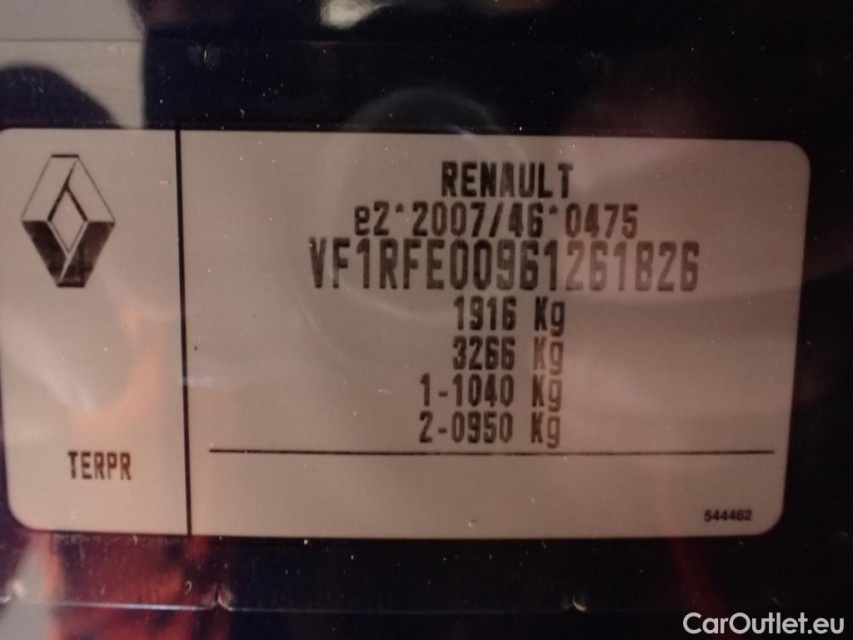 RENAULT
e2*2007/46*0475
VF1RFE00961261826
1916 Kg
3266 Kg
1-1040 Kg
2-0950 Kg
TERPR
544462
CarOutlet.eu